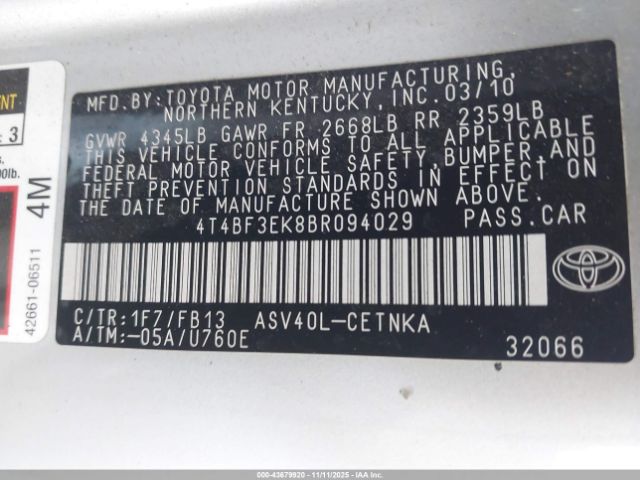 MFD.BY:TOYOTA MOTOR MANUFACTURING,
NORTHERN KENTUCKY,INC.03/10
GVWR 4345LB GAWR FR 2668LB RR 2359LB
THIS VEHICLE CONFORMS TO ALL APPLICABLE
FEDERAL MOTOR VEHICLE SAFETY,BUMPER,AND
THEFT PREVENTION STANDARDS IN EFFECT ON
THE DATE OF MANUFACTURE SHOWN ABOVE.
4T4BF3EK8BR094029 PASS.CAR
C/TR:1F7/FB13 ASV40L-CETNKA
A/TM:-05A/U760E
32066
3
4M
42661-06511
000-43679920 - 11/11/2025 - IAAI.COM